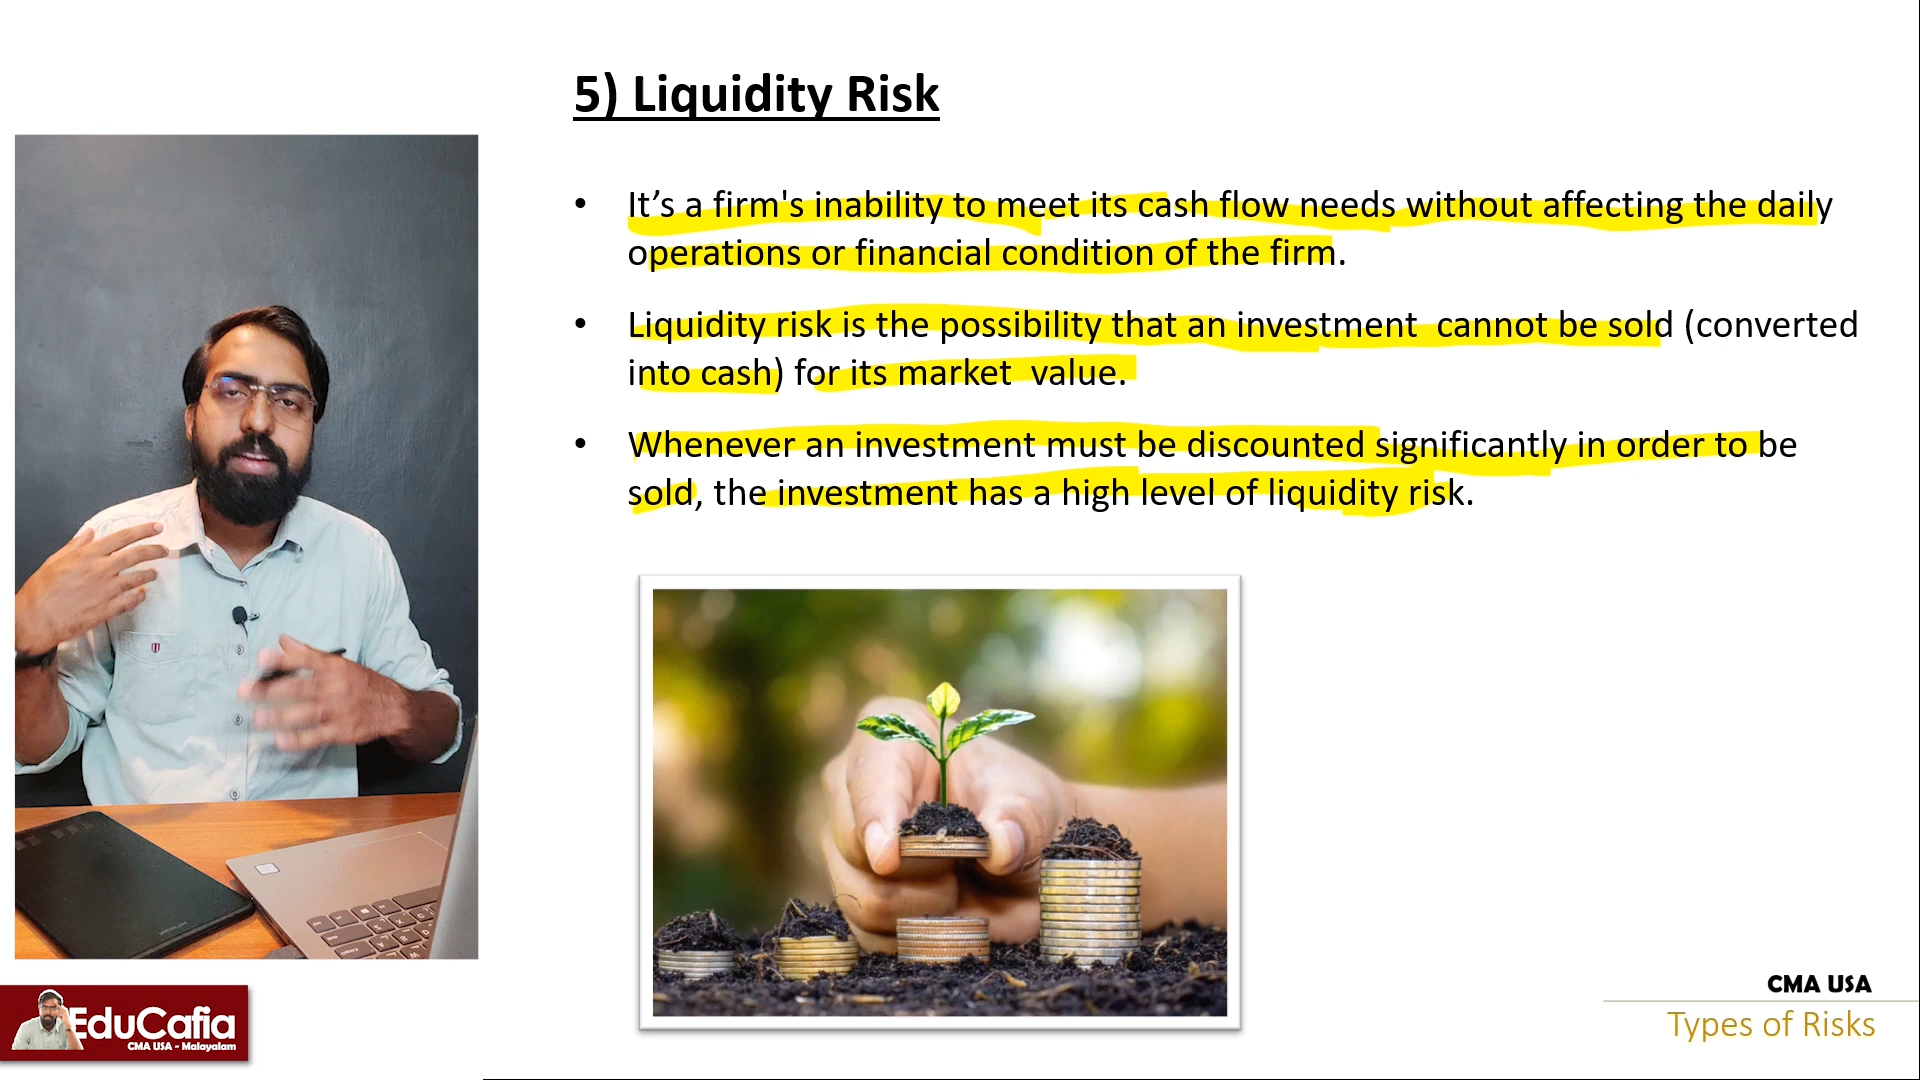 5) Liquidity Risk
• It’s a firm's inability to meet its cash flow needs without affecting the daily
operations or financial condition of the firm.
• Liquidity risk is the possibility that an investment cannot be sold (converted
into cash) for its market value.
• Whenever an investment must be discounted significantly in order to be
sold, the investment has a high level of liquidity risk.
EduCafia
CMA USA - Malayalam
CMA USA
Types of Risks